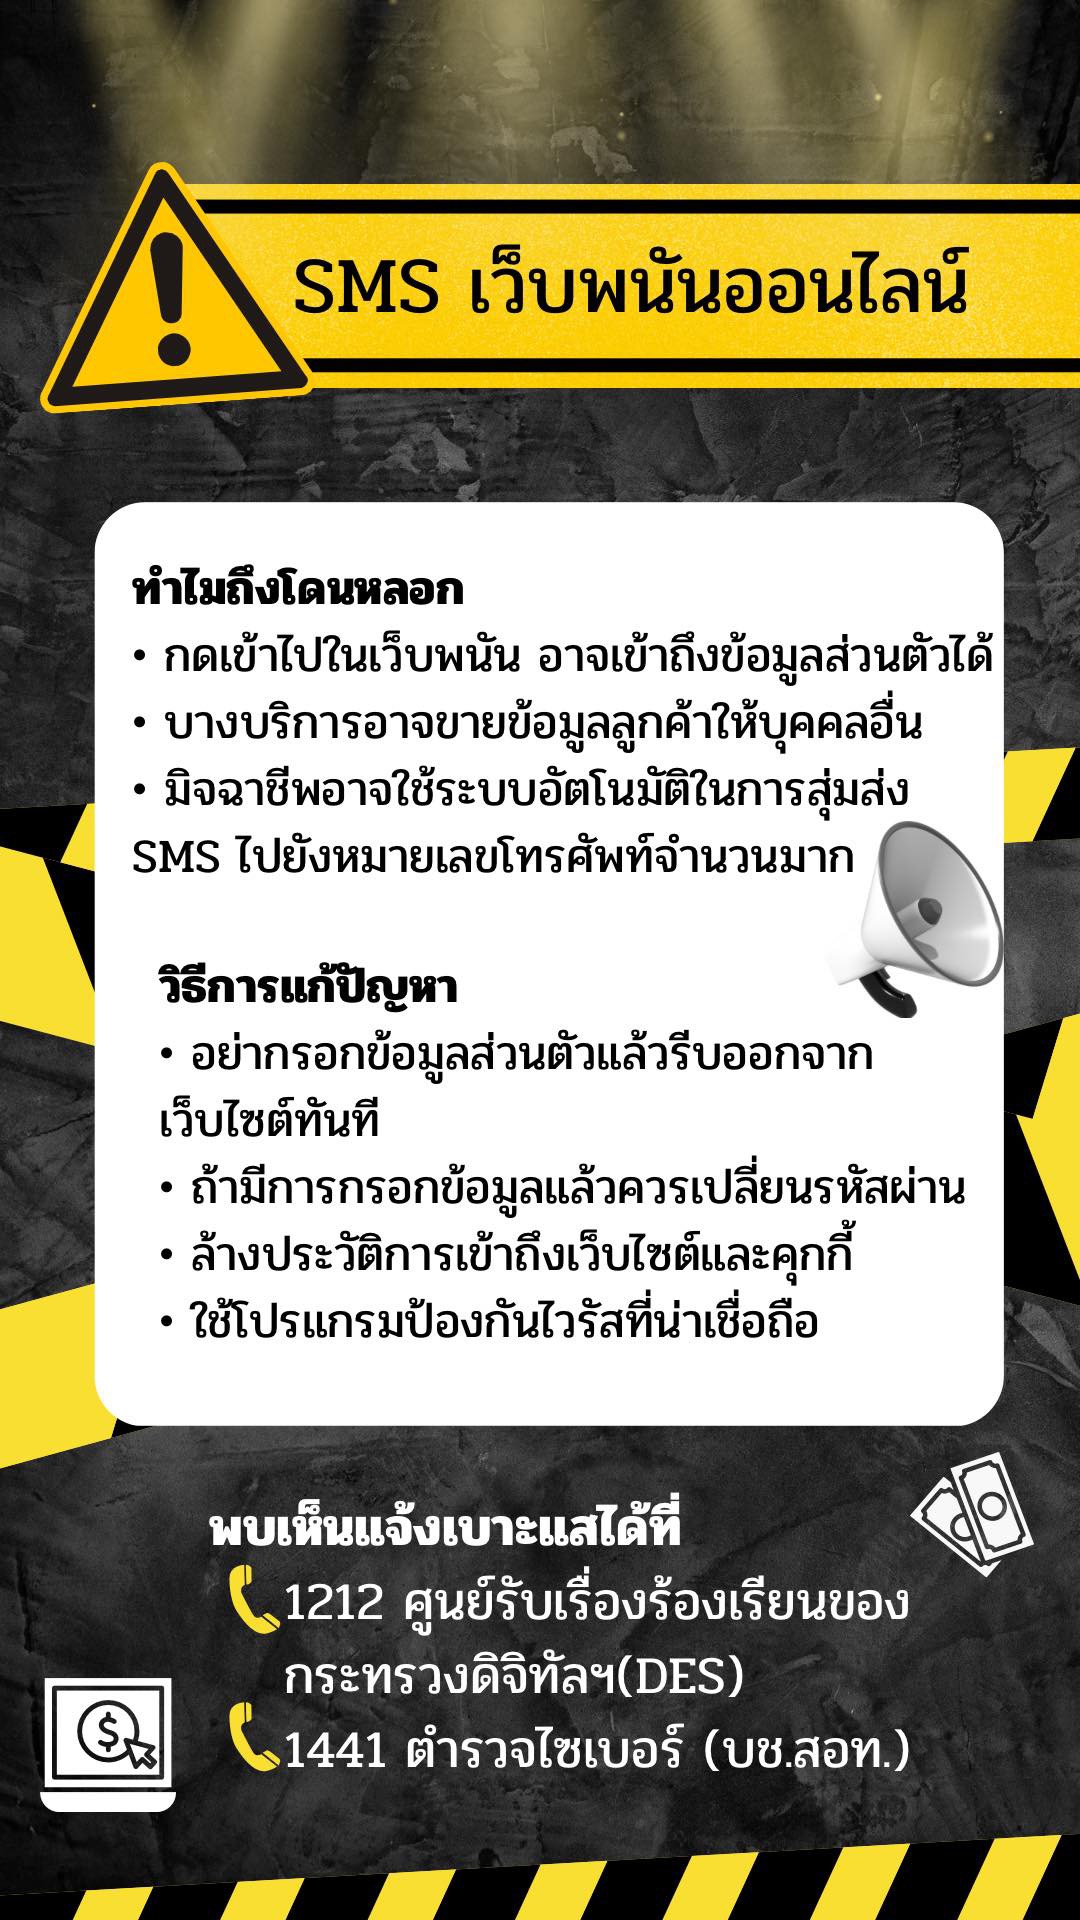 SMS เว็บพนันออนไลน์
ทำไมถึงโดนหลอก
• กดเข้าไปในเว็บพนัน อาจเข้าถึงข้อมูลส่วนตัวได้
• บางบริการอาจขายข้อมูลลูกค้าให้บุคคลอื่น
• มิจฉาชีพอาจใช้ระบบอัตโนมัติในการสุ่มส่ง
SMS ไปยังหมายเลขโทรศัพท์จำนวนมาก
วิธีการแก้ปัญหา
• อย่ากรอกข้อมูลส่วนตัวแล้วรีบออกจาก
เว็บไซต์ทันที
• ถ้ามีการกรอกข้อมูลแล้วควรเปลี่ยนรหัสผ่าน
• ล้างประวัติการเข้าถึงเว็บไซต์และคุกกี้
• ใช้โปรแกรมป้องกันไวรัสที่น่าเชื่อถือ
พบเห็นแจ้งเบาะแสได้ที่
1212 ศูนย์รับเรื่องร้องเรียนของ
กระทรวงดิจิทัลฯ(DES)
1441 ตำรวจไซเบอร์ (บช.สอท.)